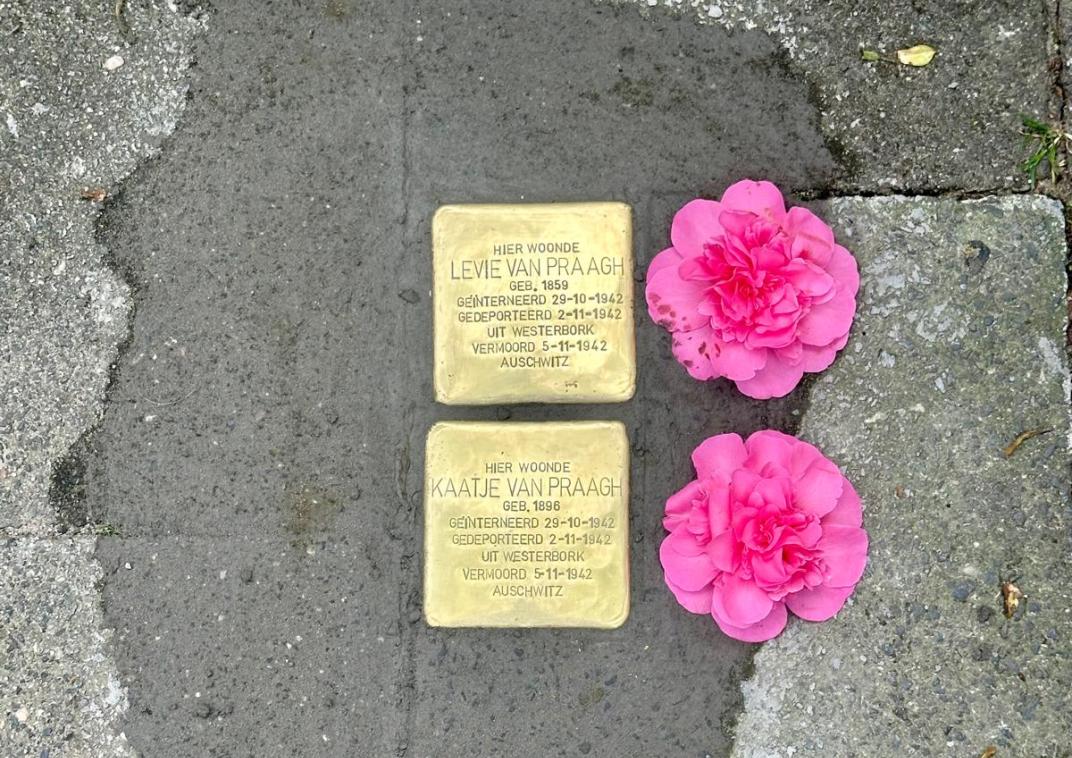 HIER WOONDE
LEVIE VAN PRAAGH
GEB. 1859
GEÏNTERNEERD 29-10-1942
GEDEPORTEERD 2-11-1942
UIT WESTERBORK
VERMOORD 5-11-1942
AUSCHWITZ
HIER WOONDE
KAATJE VAN PRAAGH
GEB. 1896
GEÏNTERNEERD 29-10-1942
GEDEPORTEERD 2-11-1942
UIT WESTERBORK
VERMOORD 5-11-1942
AUSCHWITZ